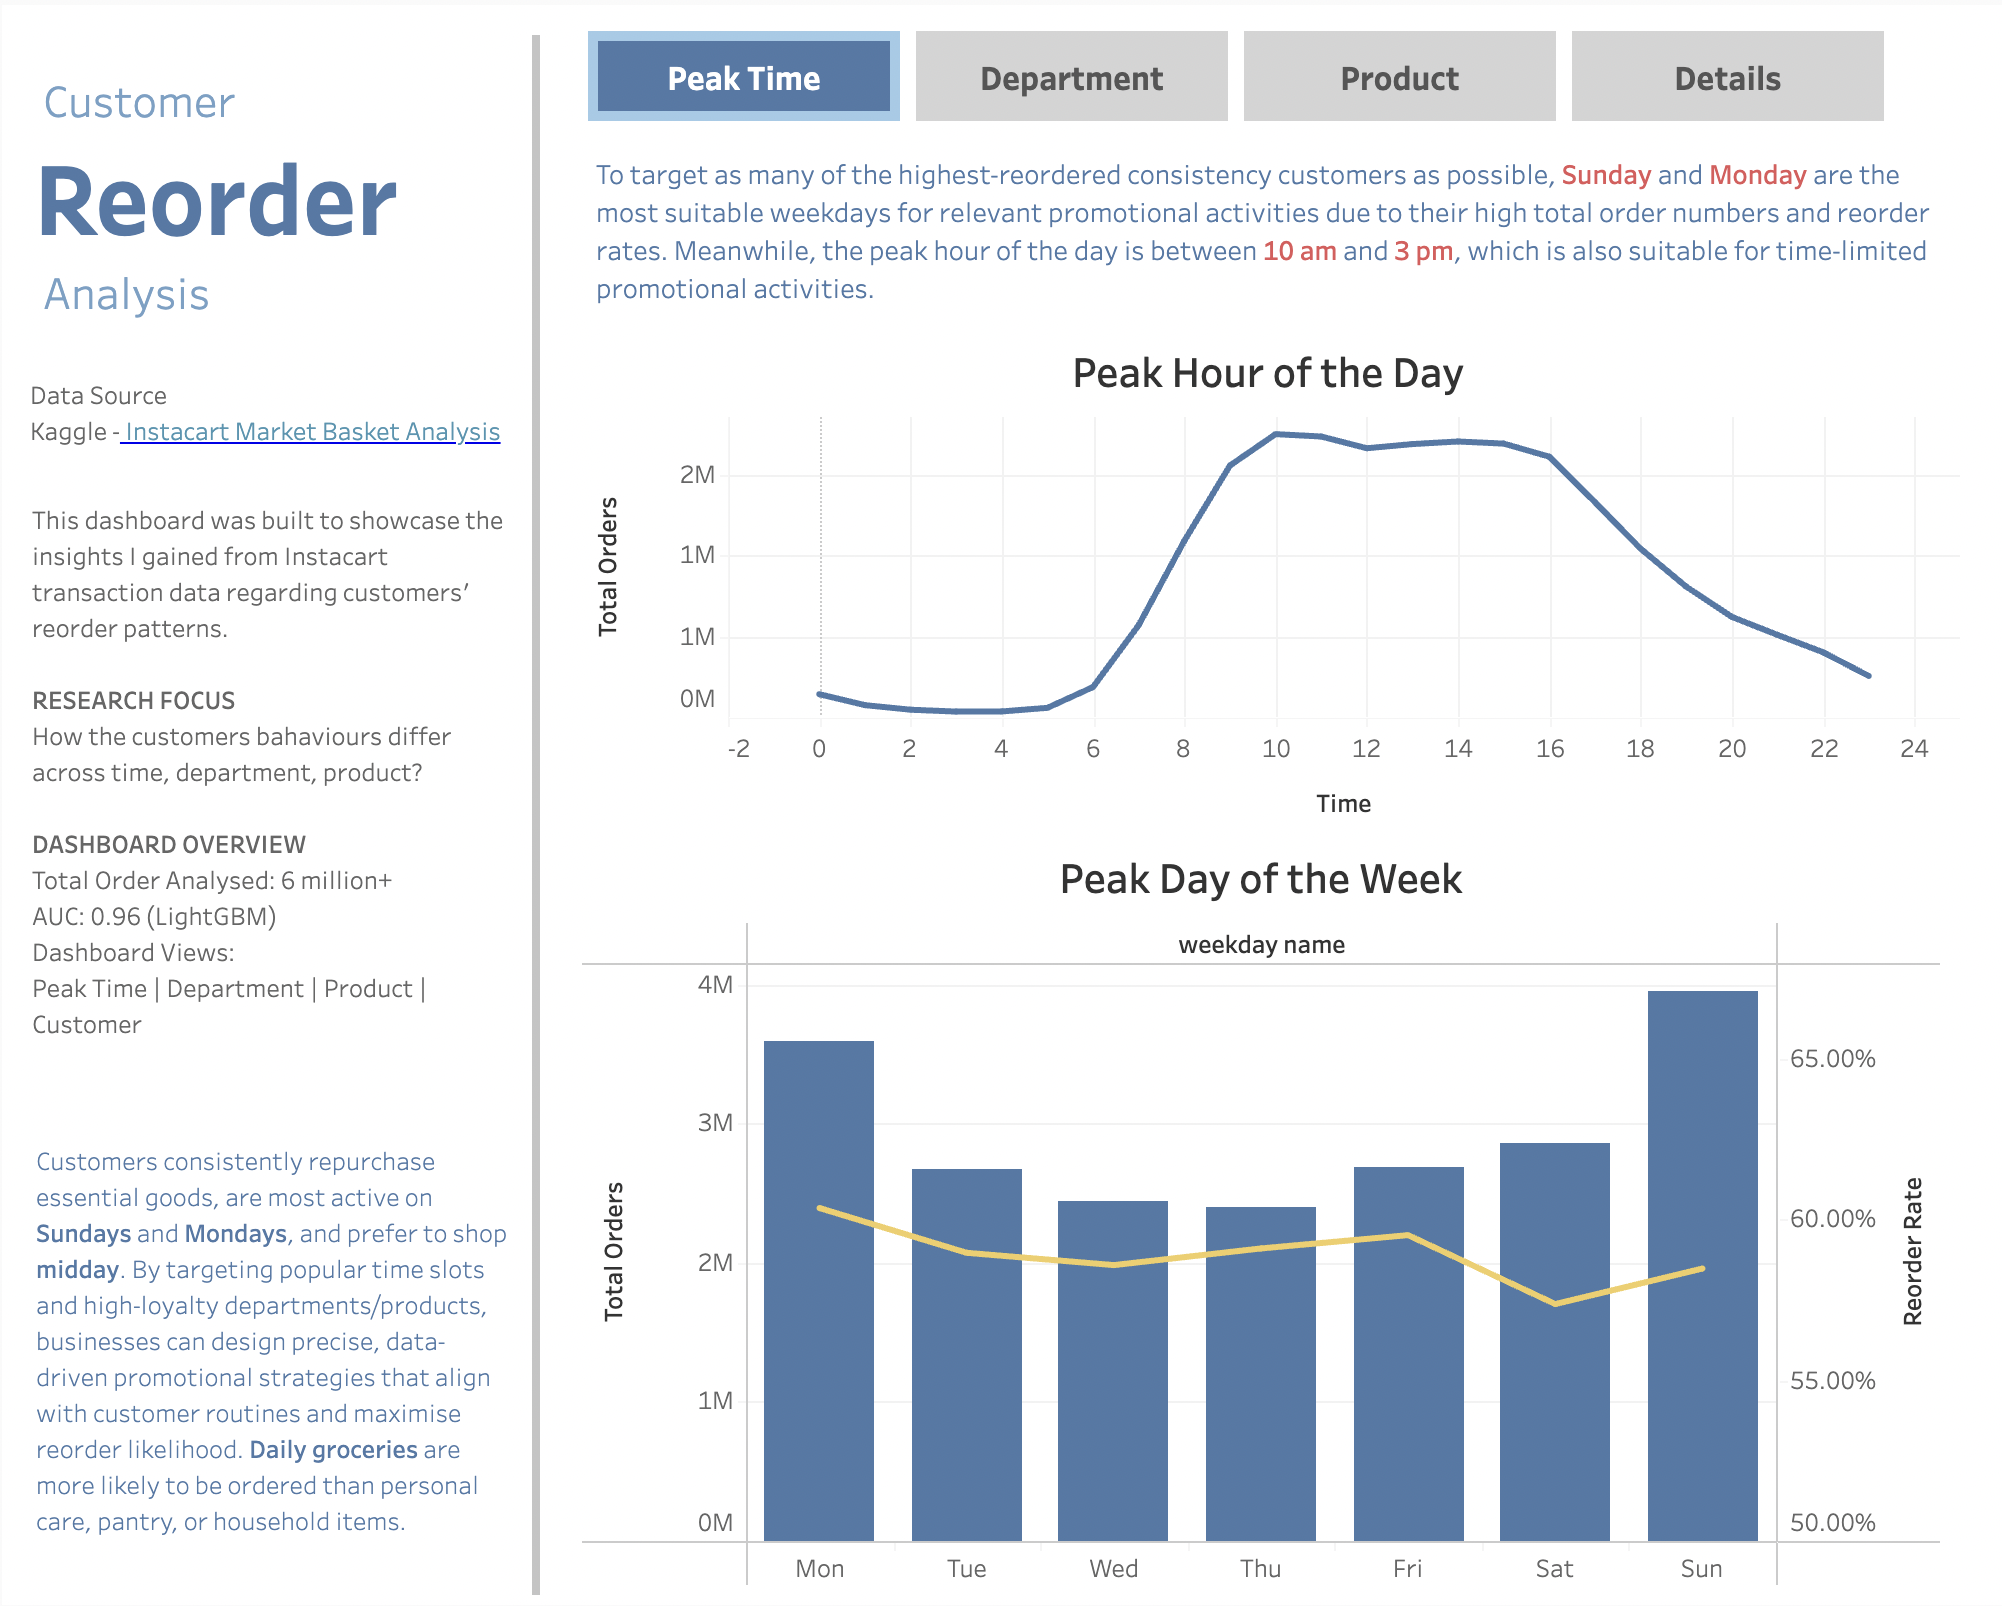 Customer
Reorder
Analysis
Data Source
Kaggle - Instacart Market Basket Analysis
This dashboard was built to showcase the
insights I gained from Instacart
transaction data regarding customers’
reorder patterns.
RESEARCH FOCUS
How the customers bahaviours differ
across time, department, product?
DASHBOARD OVERVIEW
Total Order Analysed: 6 million+
AUC: 0.96 (LightGBM)
Dashboard Views:
Peak Time | Department | Product |
Customer
Customers consistently repurchase
essential goods, are most active on
Sundays and Mondays, and prefer to shop
midday. By targeting popular time slots
and high-loyalty departments/products,
businesses can design precise, data-
driven promotional strategies that align
with customer routines and maximise
reorder likelihood. Daily groceries are
more likely to be ordered than personal
care, pantry, or household items.
Peak Time Department Product Details
To target as many of the highest-reordered consistency customers as possible, Sunday and Monday are the
most suitable weekdays for relevant promotional activities due to their high total order numbers and reorder
rates. Meanwhile, the peak hour of the day is between 10 am and 3 pm, which is also suitable for time-limited
promotional activities.
Peak Hour of the Day
Total Orders
2M
1M
1M
0M
-2 0 2 4 6 8 10 12 14 16 18 20 22 24
Time
Peak Day of the Week
weekday name
Total Orders
4M
3M
2M
1M
0M
65.00%
60.00%
55.00%
50.00%
Reorder Rate
Mon Tue Wed Thu Fri Sat Sun